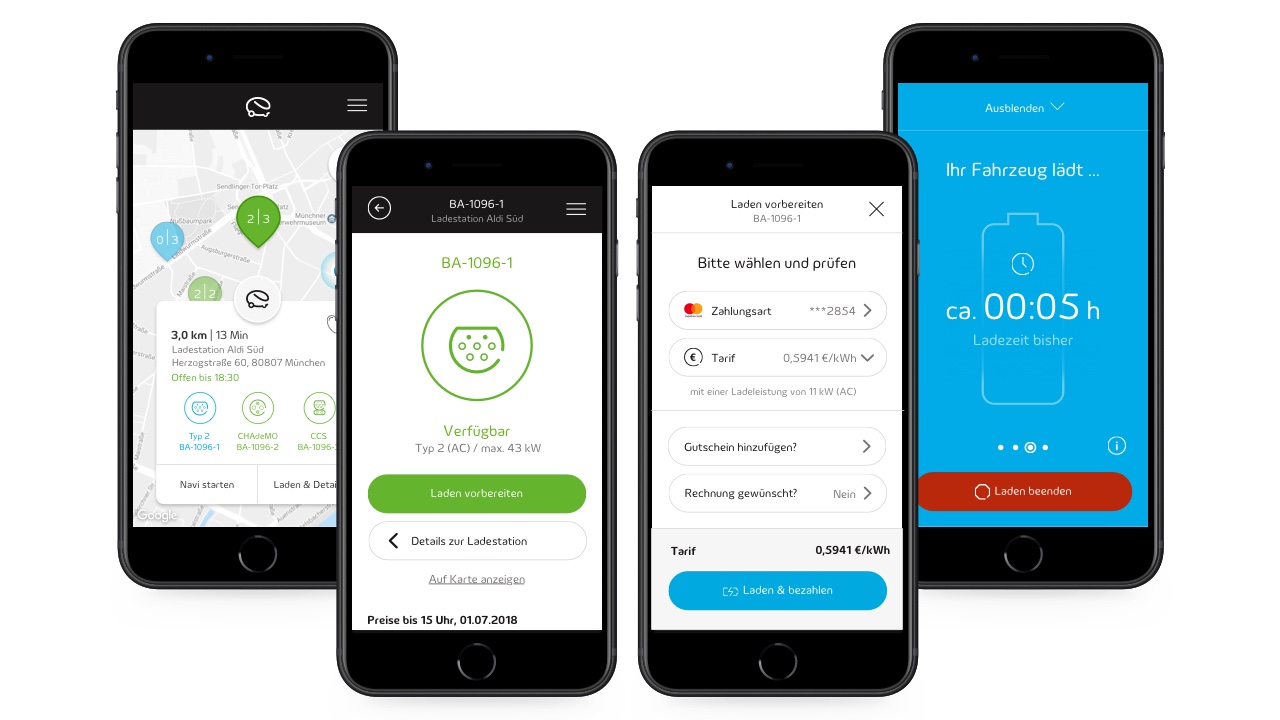 Sendlinger-Tor-Platz
Nußbaumpark
2|3
Münchner
0|3
Augsburgerstraße
2|2
3,0 km | 13 Min
Ladestation Aldi Süd
Herzogstraße 60, 80807 München
Offen bis 18:30
Typ 2
BA-1096-1
CHAdeMO
BA-1096-2
CCS
BA-1096-
Navi starten
Laden & Detai
Google
BA-1096-1
Ladestation Aldi Süd
BA-1096-1
Verfügbar
Typ 2 (AC) / max. 43 kW
Laden vorbereiten
Details zur Ladestation
Auf Karte anzeigen
Preise bis 15 Uhr, 01.07.2018
Laden vorbereiten
BA-1096-1
Bitte wählen und prüfen
Zahlungsart ***2854
€ Tarif 0,5941 €/kWh
mit einer Ladeleistung von 11 kW (AC)
Gutschein hinzufügen?
Rechnung gewünscht? Nein
Tarif 0,5941 €/kWh
Laden & bezahlen
Ausblenden
Ihr Fahrzeug lädt ...
ca. 00:05 h
Ladezeit bisher
i
Laden beenden